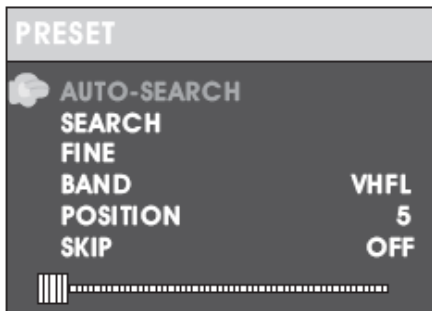 PRESET
AUTO-SEARCH
SEARCH
FINE
BAND VHFL
POSITION 5
SKIP OFF